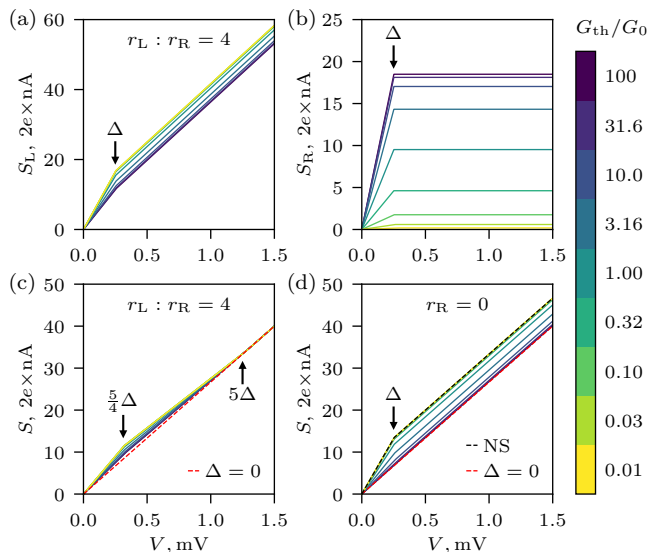 (a)
r_L : r_R = 4
Δ
S_L, 2e×nA
60
40
20
0
0.0 0.5 1.0 1.5
(b)
Δ
S_R, 2e×nA
25
20
15
10
5
0
0.0 0.5 1.0 1.5
G_th/G_0
100
31.6
10.0
3.16
1.00
0.32
0.10
0.03
0.01
(c)
r_L : r_R = 4
5/4 Δ
5Δ
Δ = 0
S, 2e×nA
50
40
30
20
10
0
0.0 0.5 1.0 1.5
V, mV
(d)
r_R = 0
Δ
NS
Δ = 0
S, 2e×nA
50
40
30
20
10
0
0.0 0.5 1.0 1.5
V, mV